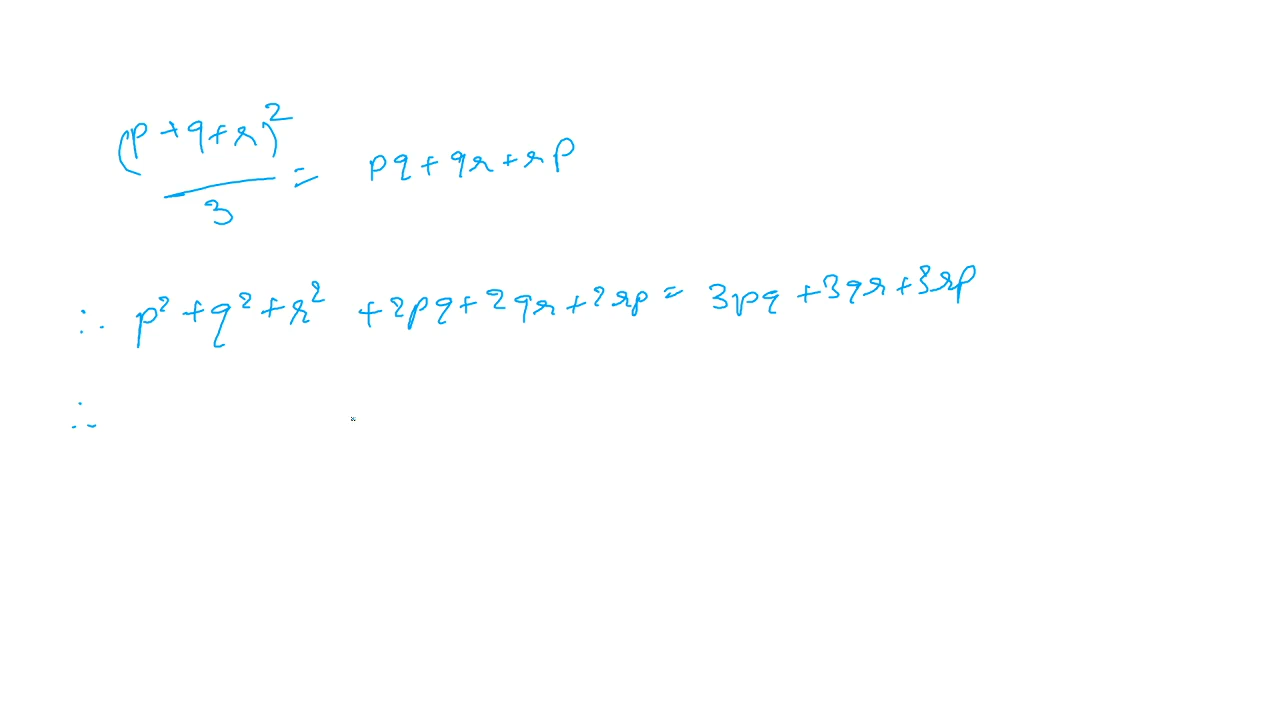 (p+q+r)²/3 = pq+qr+rp
∴ p²+q²+r² +2pq+2qr+2rp = 3pq+3qr+3rp
∴